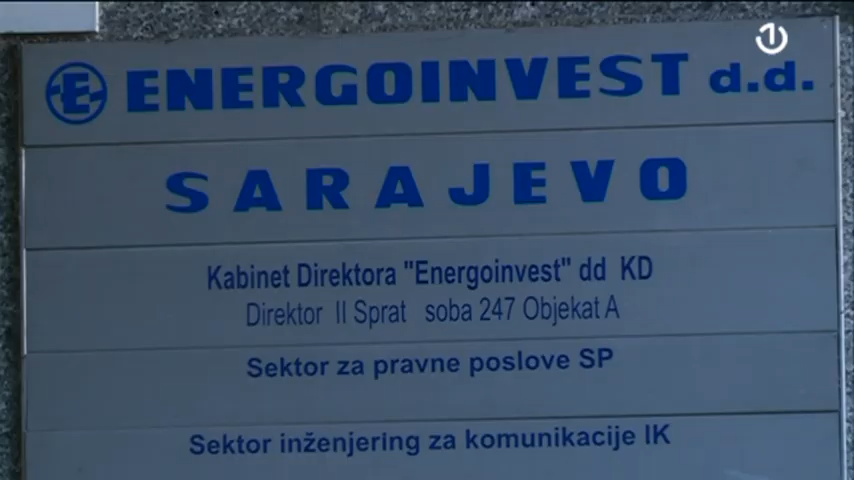 ENERGOINVEST d.d.
SARAJEVO
Kabinet Direktora "Energoinvest" dd KD
Direktor II Sprat soba 247 Objekat A
Sektor za pravne poslove SP
Sektor inženjering za komunikacije IK